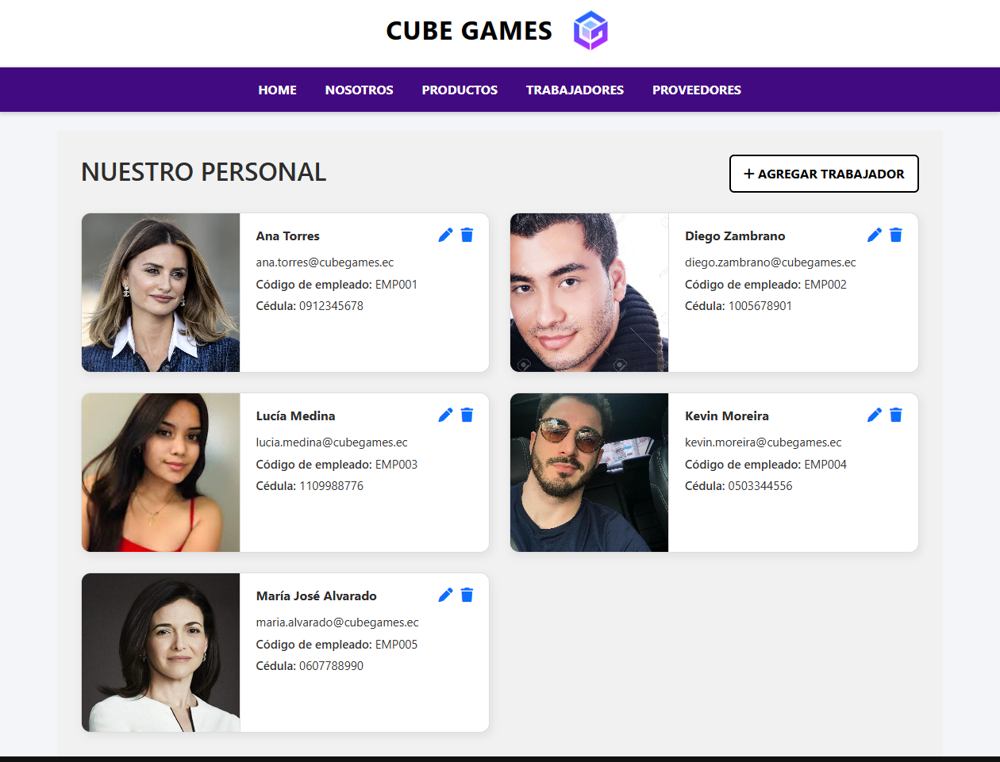 CUBE GAMES
HOME NOSOTROS PRODUCTOS TRABAJADORES PROVEEDORES
NUESTRO PERSONAL
+ AGREGAR TRABAJADOR
Ana Torres
ana.torres@cubegames.ec
Código de empleado: EMP001
Cédula: 0912345678
Diego Zambrano
diego.zambrano@cubegames.ec
Código de empleado: EMP002
Cédula: 1005678901
Lucía Medina
lucia.medina@cubegames.ec
Código de empleado: EMP003
Cédula: 1109988776
Kevin Moreira
kevin.moreira@cubegames.ec
Código de empleado: EMP004
Cédula: 0503344556
María José Alvarado
maria.alvarado@cubegames.ec
Código de empleado: EMP005
Cédula: 0607788990